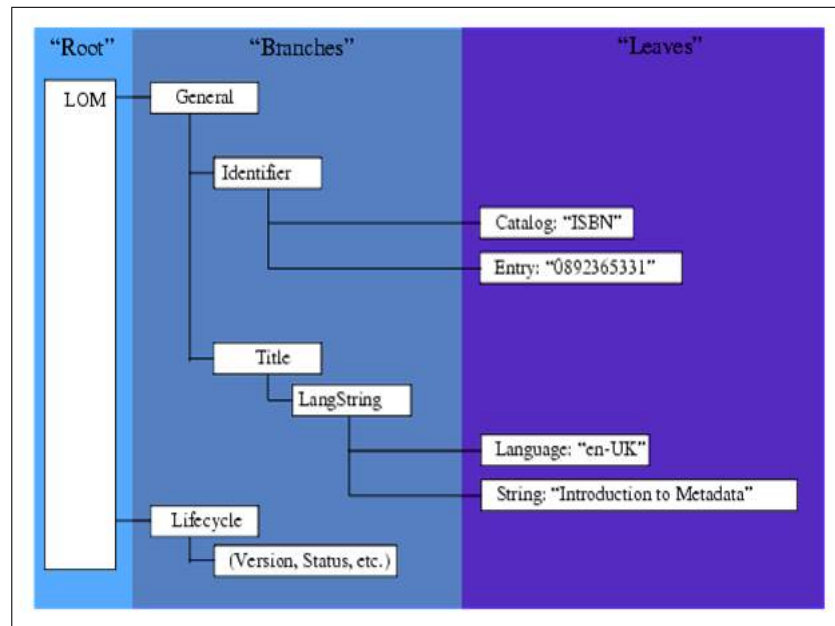 “Root” “Branches” “Leaves”
LOM General
Identifier
Catalog: “ISBN”
Entry: “0892365331”
Title
LangString
Language: “en-UK”
String: “Introduction to Metadata”
Lifecycle
(Version, Status, etc.)